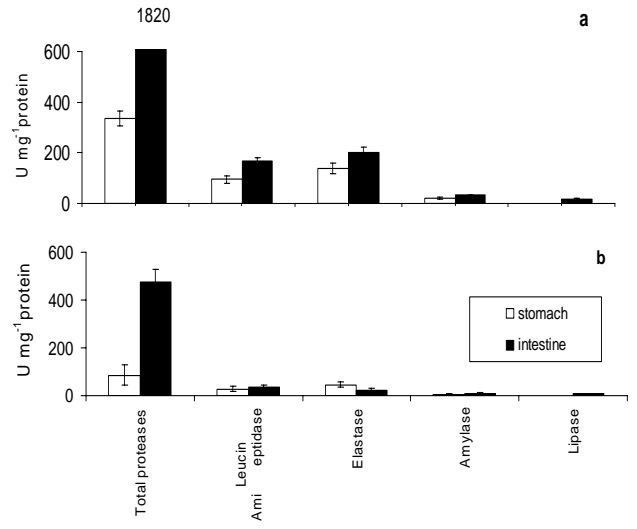 1820
a
600
400
200
0
U mg-1protein
b
600
400
200
0
U mg-1protein
stomach
intestine
Total proteases
Leucin
Ami eptidase
Elastase
Amylase
Lipase